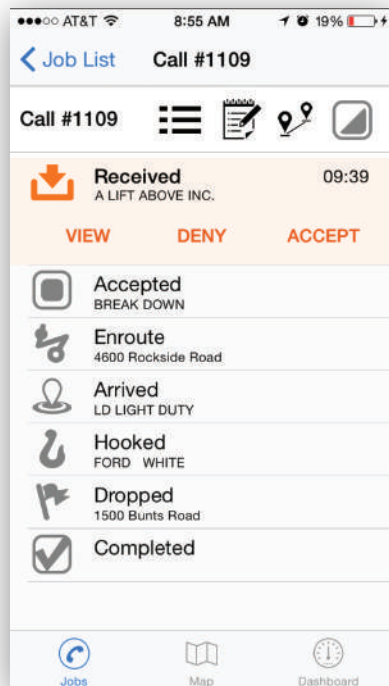 AT&T 8:55 AM 19%
Job List Call #1109
Call #1109
Received 09:39
A LIFT ABOVE INC.
VIEW DENY ACCEPT
Accepted
BREAK DOWN
Enroute
4600 Rockside Road
Arrived
LD LIGHT DUTY
Hooked
FORD WHITE
Dropped
1500 Bunts Road
Completed
Jobs Map Dashboard